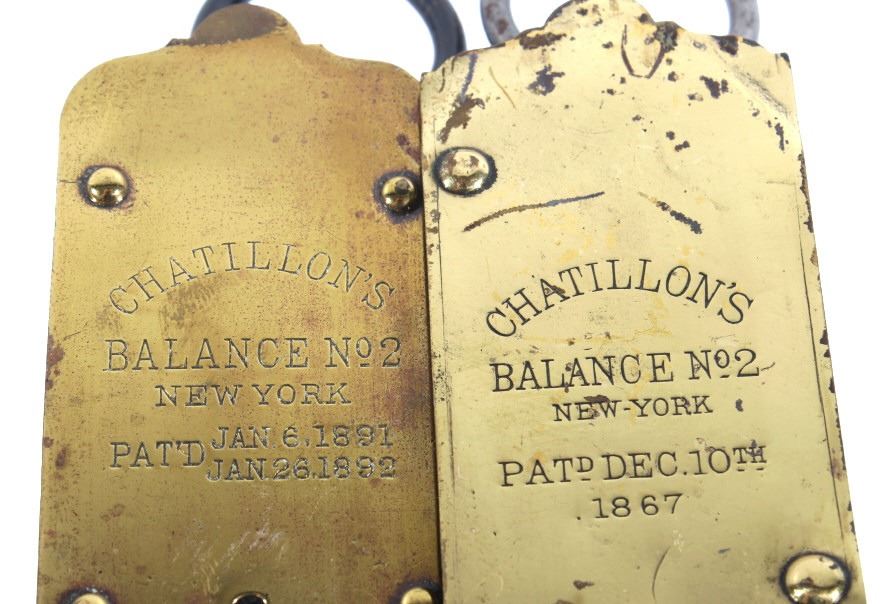 CHATILLON'S
BALANCE Nº2
NEW YORK
PAT'D JAN. 6. 1891
JAN. 26. 1892
CHATILLON'S
BALANCE Nº2
NEW-YORK
PATD DEC. 10TH
1867